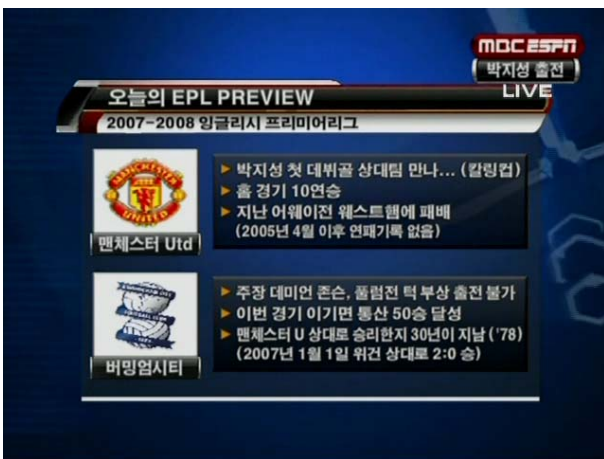 MBC ESPN
박지성 출전
LIVE
오늘의 EPL PREVIEW
2007-2008 잉글리시 프리미어리그
MANCHESTER
UNITED
▶ 박지성 첫 데뷔골 상대팀 만나... (칼링컵)
▶ 홈 경기 10연승
▶ 지난 어웨이전 웨스트햄에 패배
(2005년 4월 이후 연패기록 없음)
맨체스터 Utd
▶ 주장 데미언 존슨, 풀럼전 턱 부상 출전 불가
▶ 이번 경기 이기면 통산 50승 달성
▶ 맨체스터 U 상대로 승리한지 30년이 지남 ('78)
(2007년 1월 1일 위건 상대로 2:0 승)
버밍엄시티